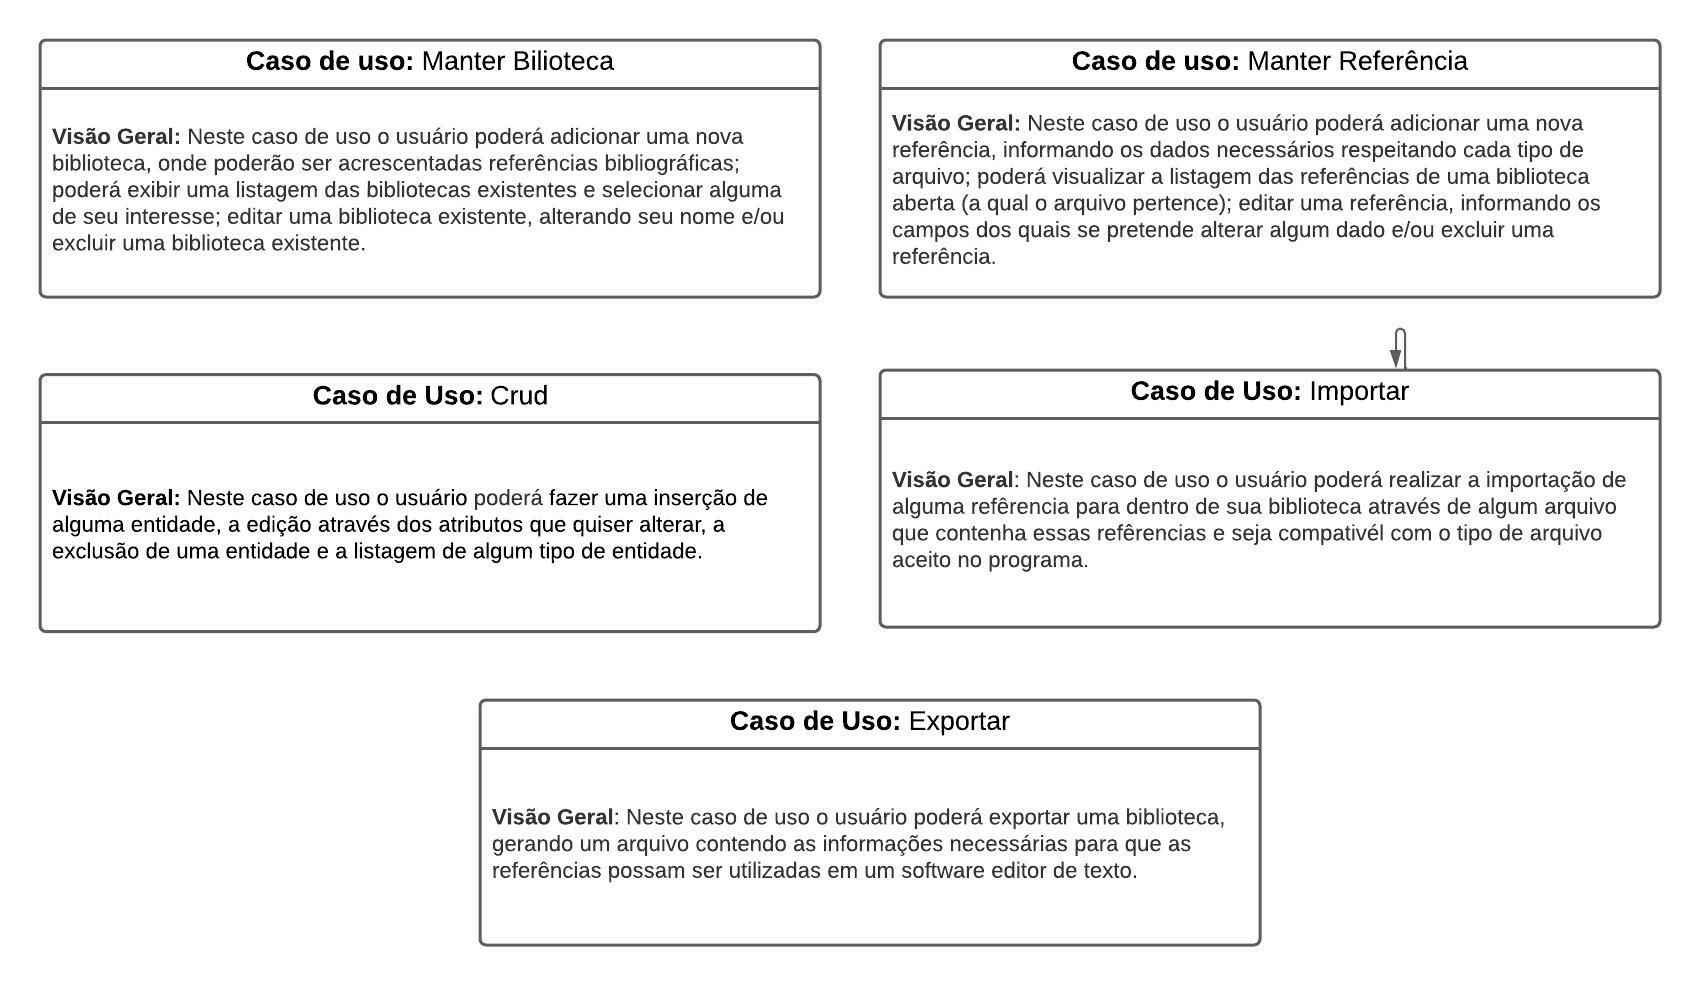 Caso de uso: Manter Bilioteca
Visão Geral: Neste caso de uso o usuário poderá adicionar uma nova
biblioteca, onde poderão ser acrescentadas referências bibliográficas;
poderá exibir uma listagem das bibliotecas existentes e selecionar alguma
de seu interesse; editar uma biblioteca existente, alterando seu nome e/ou
excluir uma biblioteca existente.
Caso de uso: Manter Referência
Visão Geral: Neste caso de uso o usuário poderá adicionar uma nova
referência, informando os dados necessários respeitando cada tipo de
arquivo; poderá visualizar a listagem das referências de uma biblioteca
aberta (a qual o arquivo pertence); editar uma referência, informando os
campos dos quais se pretende alterar algum dado e/ou excluir uma
referência.
Caso de Uso: Crud
Visão Geral: Neste caso de uso o usuário poderá fazer uma inserção de
alguma entidade, a edição através dos atributos que quiser alterar, a
exclusão de uma entidade e a listagem de algum tipo de entidade.
Caso de Uso: Importar
Visão Geral: Neste caso de uso o usuário poderá realizar a importação de
alguma refêrencia para dentro de sua biblioteca através de algum arquivo
que contenha essas refêrencias e seja compativél com o tipo de arquivo
aceito no programa.
Caso de Uso: Exportar
Visão Geral: Neste caso de uso o usuário poderá exportar uma biblioteca,
gerando um arquivo contendo as informações necessárias para que as
referências possam ser utilizadas em um software editor de texto.